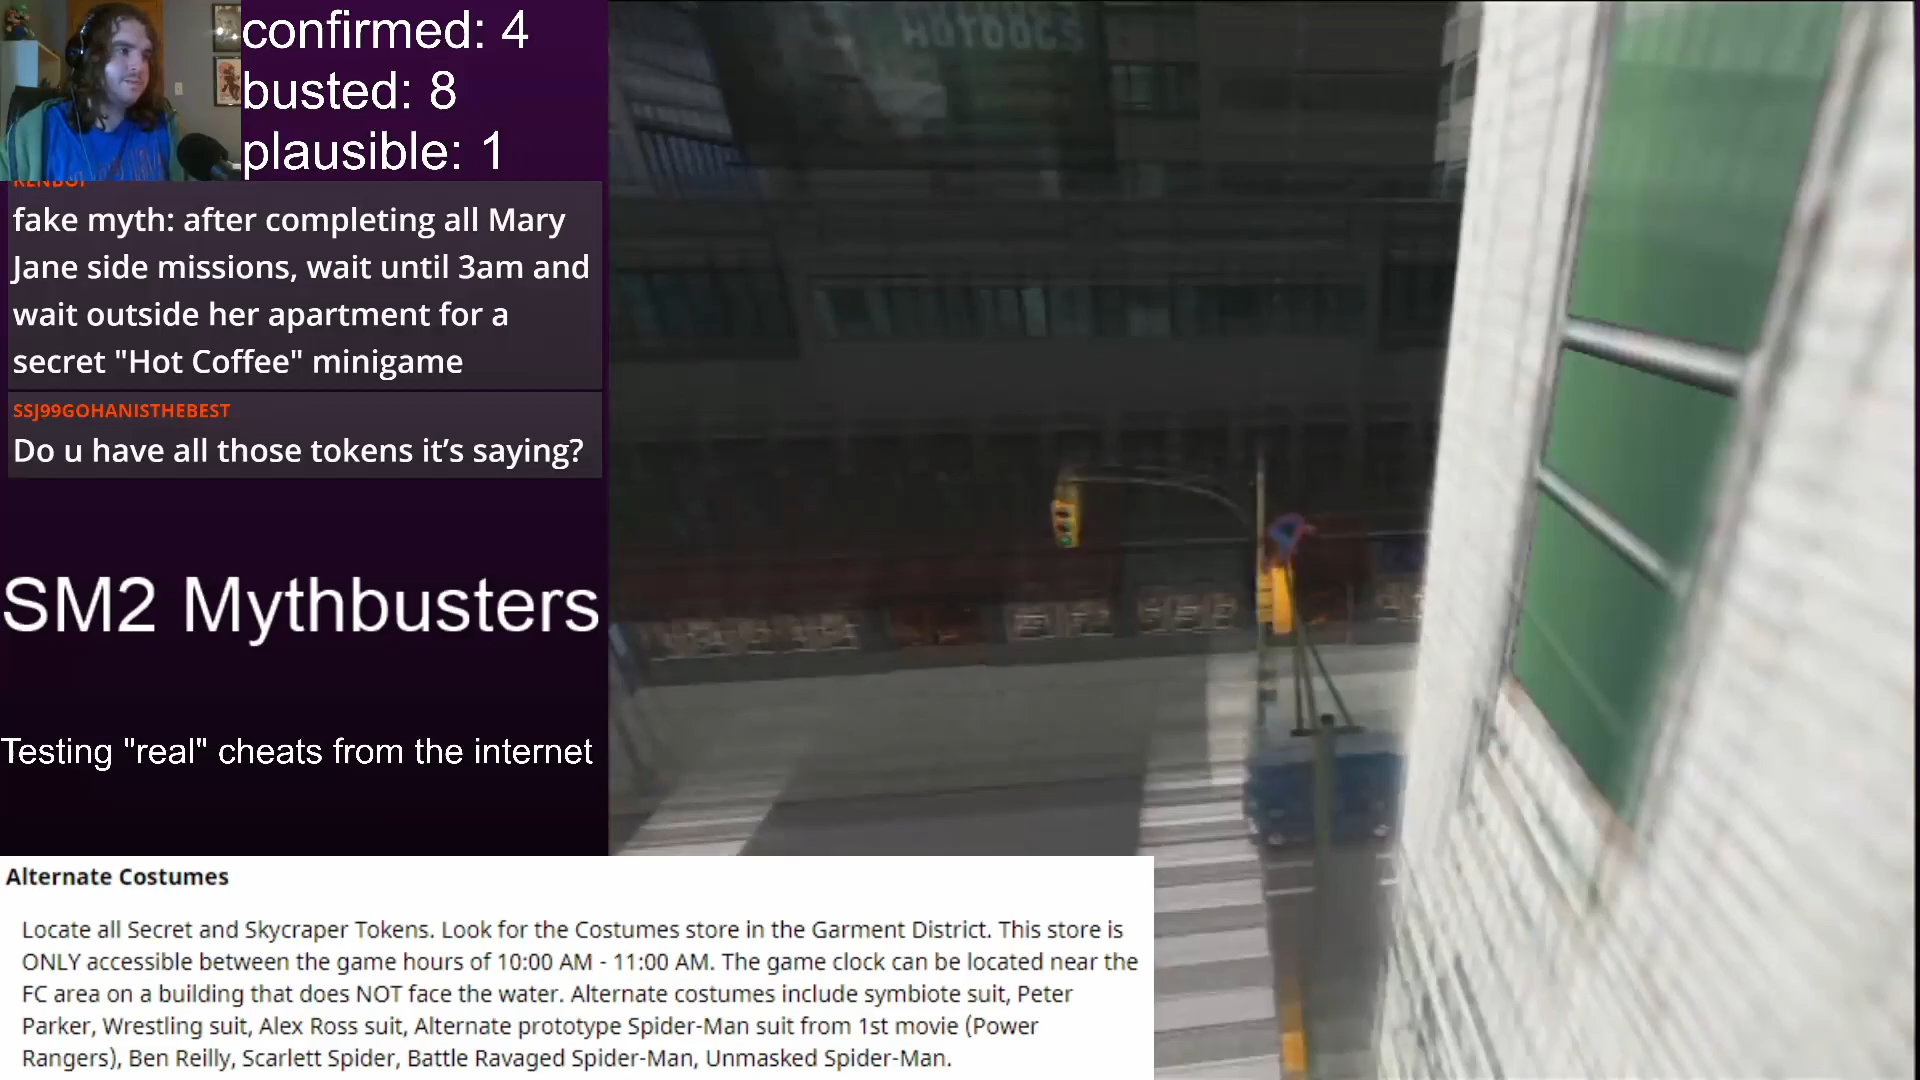 confirmed: 4
busted: 8
plausible: 1
fake myth: after completing all Mary
Jane side missions, wait until 3am and
wait outside her apartment for a
secret "Hot Coffee" minigame
SSJ99GOHANISTHEBEST
Do u have all those tokens it’s saying?
SM2 Mythbusters
Testing "real" cheats from the internet
HOTDOGS
Alternate Costumes
Locate all Secret and Skycraper Tokens. Look for the Costumes store in the Garment District. This store is
ONLY accessible between the game hours of 10:00 AM - 11:00 AM. The game clock can be located near the
FC area on a building that does NOT face the water. Alternate costumes include symbiote suit, Peter
Parker, Wrestling suit, Alex Ross suit, Alternate prototype Spider-Man suit from 1st movie (Power
Rangers), Ben Reilly, Scarlett Spider, Battle Ravaged Spider-Man, Unmasked Spider-Man.